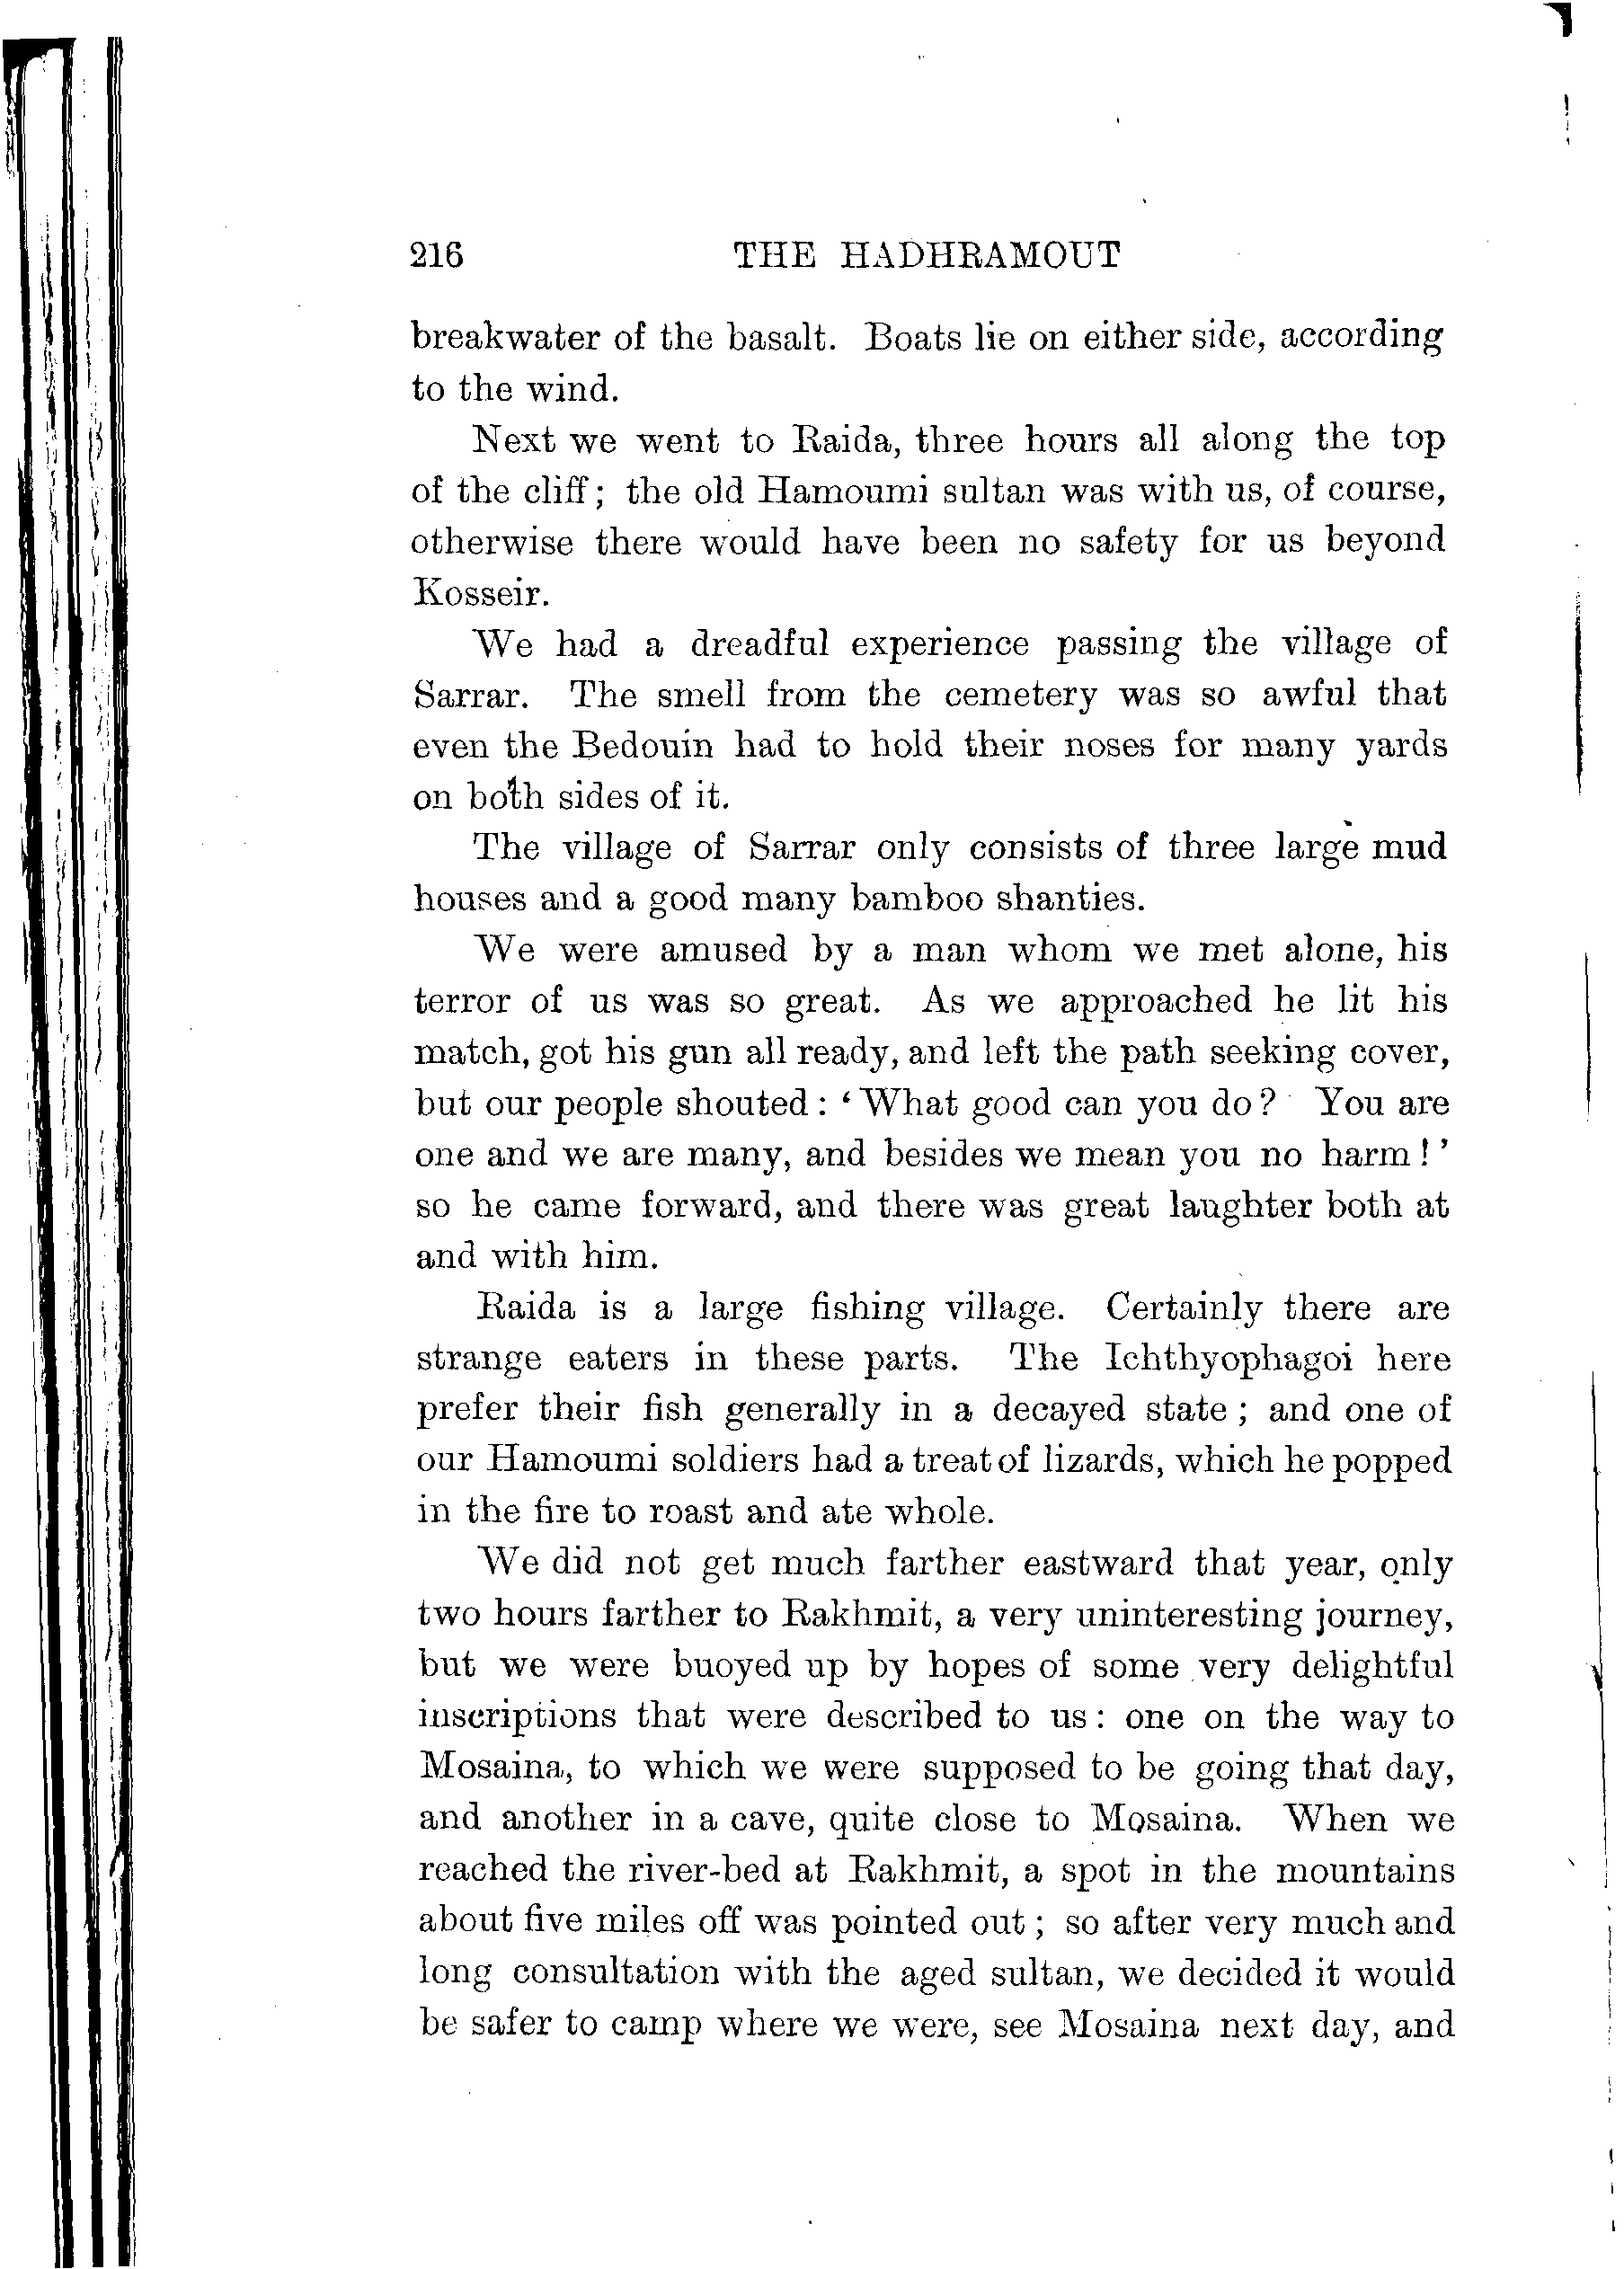 216 THE HADHRAMOUT
breakwater of the basalt. Boats lie on either side, according
to the wind.
Next we went to Raida, three hours all along the top
of the cliff; the old Hamoumi sultan was with us, of course,
otherwise there would have been no safety for us beyond
Kosseir.
We had a dreadful experience passing the village of
Sarrar. The smell from the cemetery was so awful that
even the Bedouin had to hold their noses for many yards
on both sides of it.
The village of Sarrar only consists of three large mud
houses and a good many bamboo shanties.
We were amused by a man whom we met alone, his
terror of us was so great. As we approached he lit his
match, got his gun all ready, and left the path seeking cover,
but our people shouted: ‘What good can you do? You are
one and we are many, and besides we mean you no harm!’
so he came forward, and there was great laughter both at
and with him.
Raida is a large fishing village. Certainly there are
strange eaters in these parts. The Ichthyophagoi here
prefer their fish generally in a decayed state; and one of
our Hamoumi soldiers had a treat of lizards, which he popped
in the fire to roast and ate whole.
We did not get much farther eastward that year, only
two hours farther to Rakhmit, a very uninteresting journey,
but we were buoyed up by hopes of some very delightful
inscriptions that were described to us: one on the way to
Mosaina, to which we were supposed to be going that day,
and another in a cave, quite close to Mosaina. When we
reached the river-bed at Rakhmit, a spot in the mountains
about five miles off was pointed out; so after very much and
long consultation with the aged sultan, we decided it would
be safer to camp where we were, see Mosaina next day, and